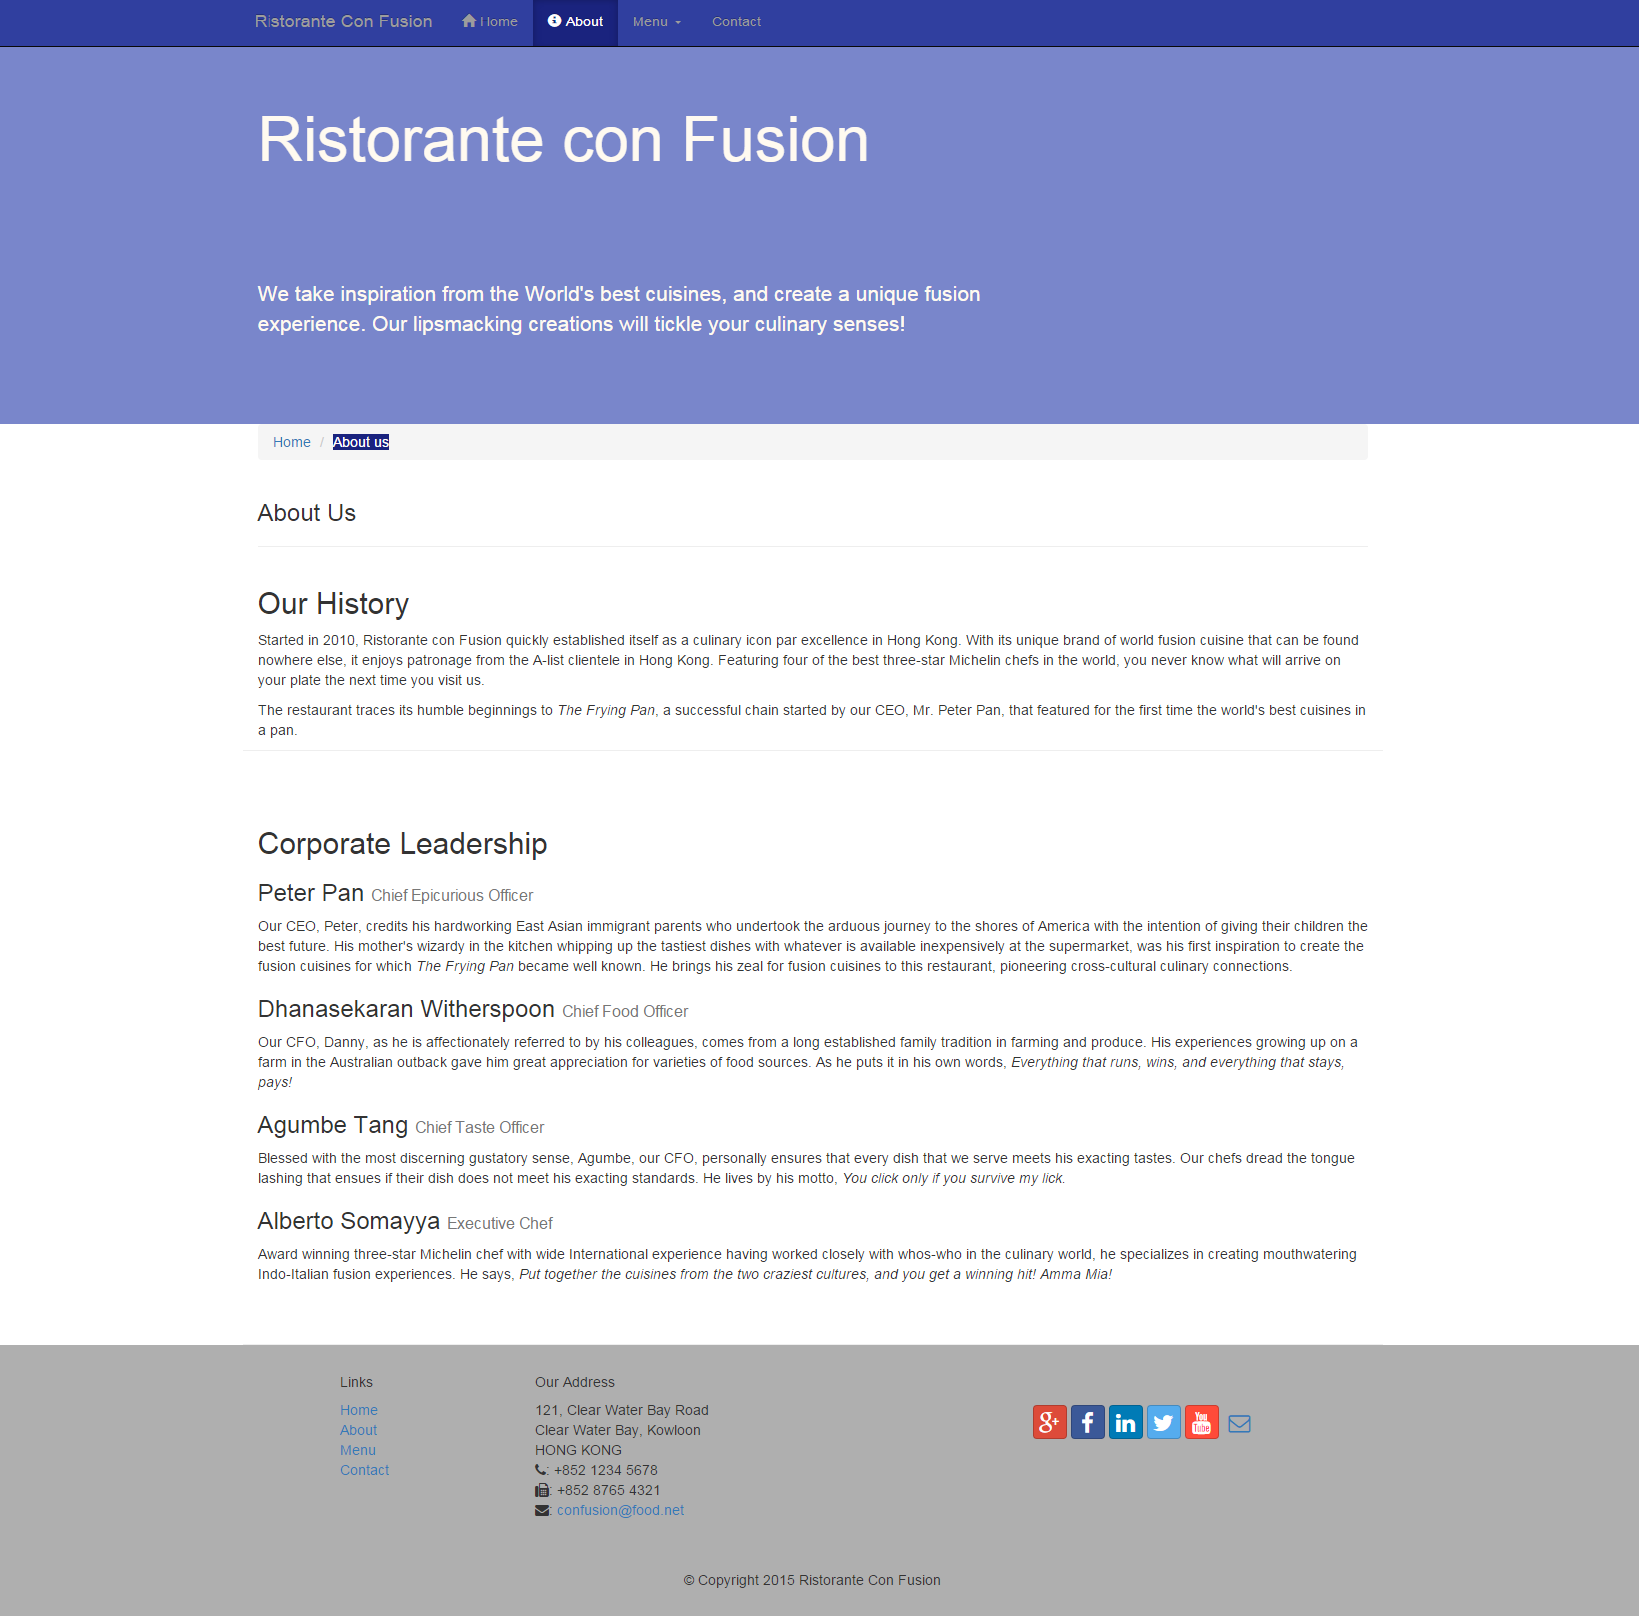 Ristorante Con Fusion Home About Menu Contact
Ristorante con Fusion
We take inspiration from the World's best cuisines, and create a unique fusion
experience. Our lipsmacking creations will tickle your culinary senses!
Home / About us
About Us
Our History
Started in 2010, Ristorante con Fusion quickly established itself as a culinary icon par excellence in Hong Kong. With its unique brand of world fusion cuisine that can be found
nowhere else, it enjoys patronage from the A-list clientele in Hong Kong. Featuring four of the best three-star Michelin chefs in the world, you never know what will arrive on
your plate the next time you visit us.
The restaurant traces its humble beginnings to The Frying Pan, a successful chain started by our CEO, Mr. Peter Pan, that featured for the first time the world's best cuisines in
a pan.
Corporate Leadership
Peter Pan Chief Epicurious Officer
Our CEO, Peter, credits his hardworking East Asian immigrant parents who undertook the arduous journey to the shores of America with the intention of giving their children the
best future. His mother's wizardy in the kitchen whipping up the tastiest dishes with whatever is available inexpensively at the supermarket, was his first inspiration to create the
fusion cuisines for which The Frying Pan became well known. He brings his zeal for fusion cuisines to this restaurant, pioneering cross-cultural culinary connections.
Dhanasekaran Witherspoon Chief Food Officer
Our CFO, Danny, as he is affectionately referred to by his colleagues, comes from a long established family tradition in farming and produce. His experiences growing up on a
farm in the Australian outback gave him great appreciation for varieties of food sources. As he puts it in his own words, Everything that runs, wins, and everything that stays,
pays!
Agumbe Tang Chief Taste Officer
Blessed with the most discerning gustatory sense, Agumbe, our CFO, personally ensures that every dish that we serve meets his exacting tastes. Our chefs dread the tongue
lashing that ensues if their dish does not meet his exacting standards. He lives by his motto, You click only if you survive my lick.
Alberto Somayya Executive Chef
Award winning three-star Michelin chef with wide International experience having worked closely with whos-who in the culinary world, he specializes in creating mouthwatering
Indo-Italian fusion experiences. He says, Put together the cuisines from the two craziest cultures, and you get a winning hit! Amma Mia!
Links
Home
About
Menu
Contact
Our Address
121, Clear Water Bay Road
Clear Water Bay, Kowloon
HONG KONG
: +852 1234 5678
: +852 8765 4321
: confusion@food.net
g+ f in You Tube
© Copyright 2015 Ristorante Con Fusion